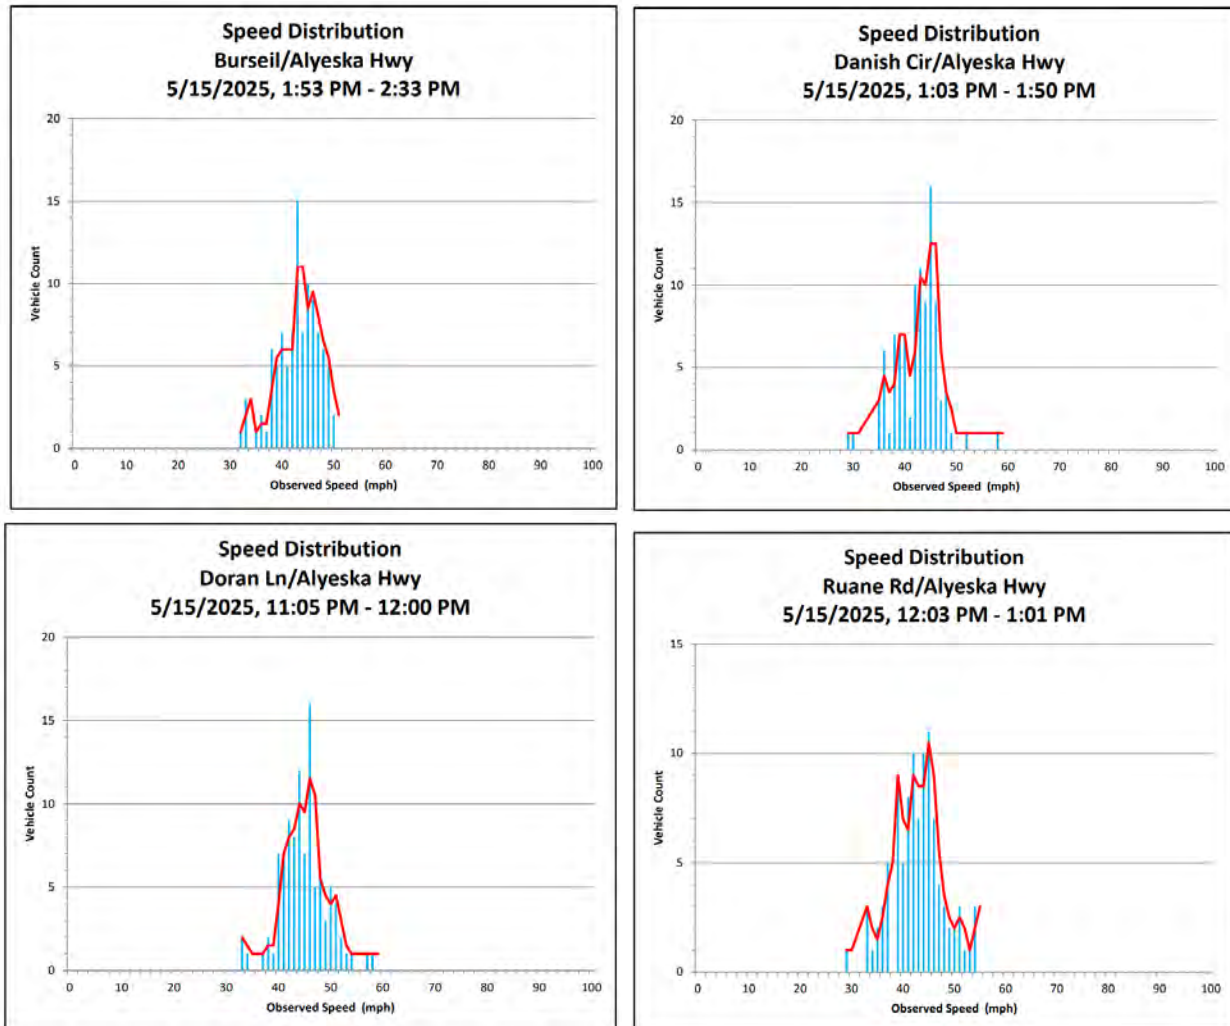 Speed Distribution
Burseil/Alyeska Hwy
5/15/2025, 1:53 PM - 2:33 PM
20
15
10
5
0
Vehicle Count
0 10 20 30 40 50 60 70 80 90 100
Observed Speed (mph)
Speed Distribution
Danish Cir/Alyeska Hwy
5/15/2025, 1:03 PM - 1:50 PM
20
15
10
5
0
Vehicle Count
0 10 20 30 40 50 60 70 80 90 100
Observed Speed (mph)
Speed Distribution
Doran Ln/Alyeska Hwy
5/15/2025, 11:05 PM - 12:00 PM
20
15
10
5
0
Vehicle Count
0 10 20 30 40 50 60 70 80 90 100
Observed Speed (mph)
Speed Distribution
Ruane Rd/Alyeska Hwy
5/15/2025, 12:03 PM - 1:01 PM
15
10
5
0
Vehicle Count
0 10 20 30 40 50 60 70 80 90 100
Observed Speed (mph)